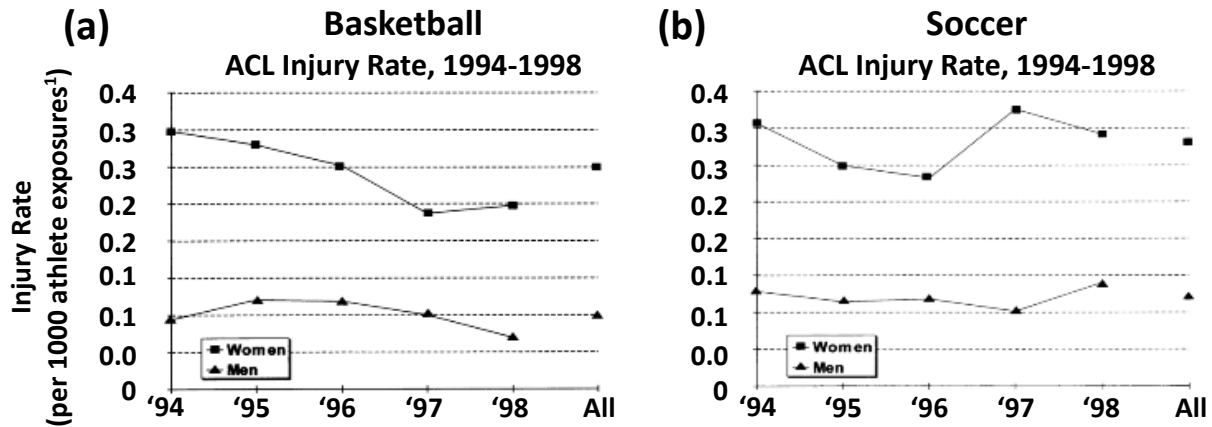 (a) Basketball
ACL Injury Rate, 1994-1998
Injury Rate
(per 1000 athlete exposures¹)
0.4
0.3
0.3
0.2
0.2
0.1
0.1
0.0
0
Women
Men
‘94 ‘95 ‘96 ‘97 ‘98 All
(b) Soccer
ACL Injury Rate, 1994-1998
0.4
0.3
0.3
0.2
0.2
0.1
0.1
0.0
0
Women
Men
‘94 ‘95 ‘96 ‘97 ‘98 All